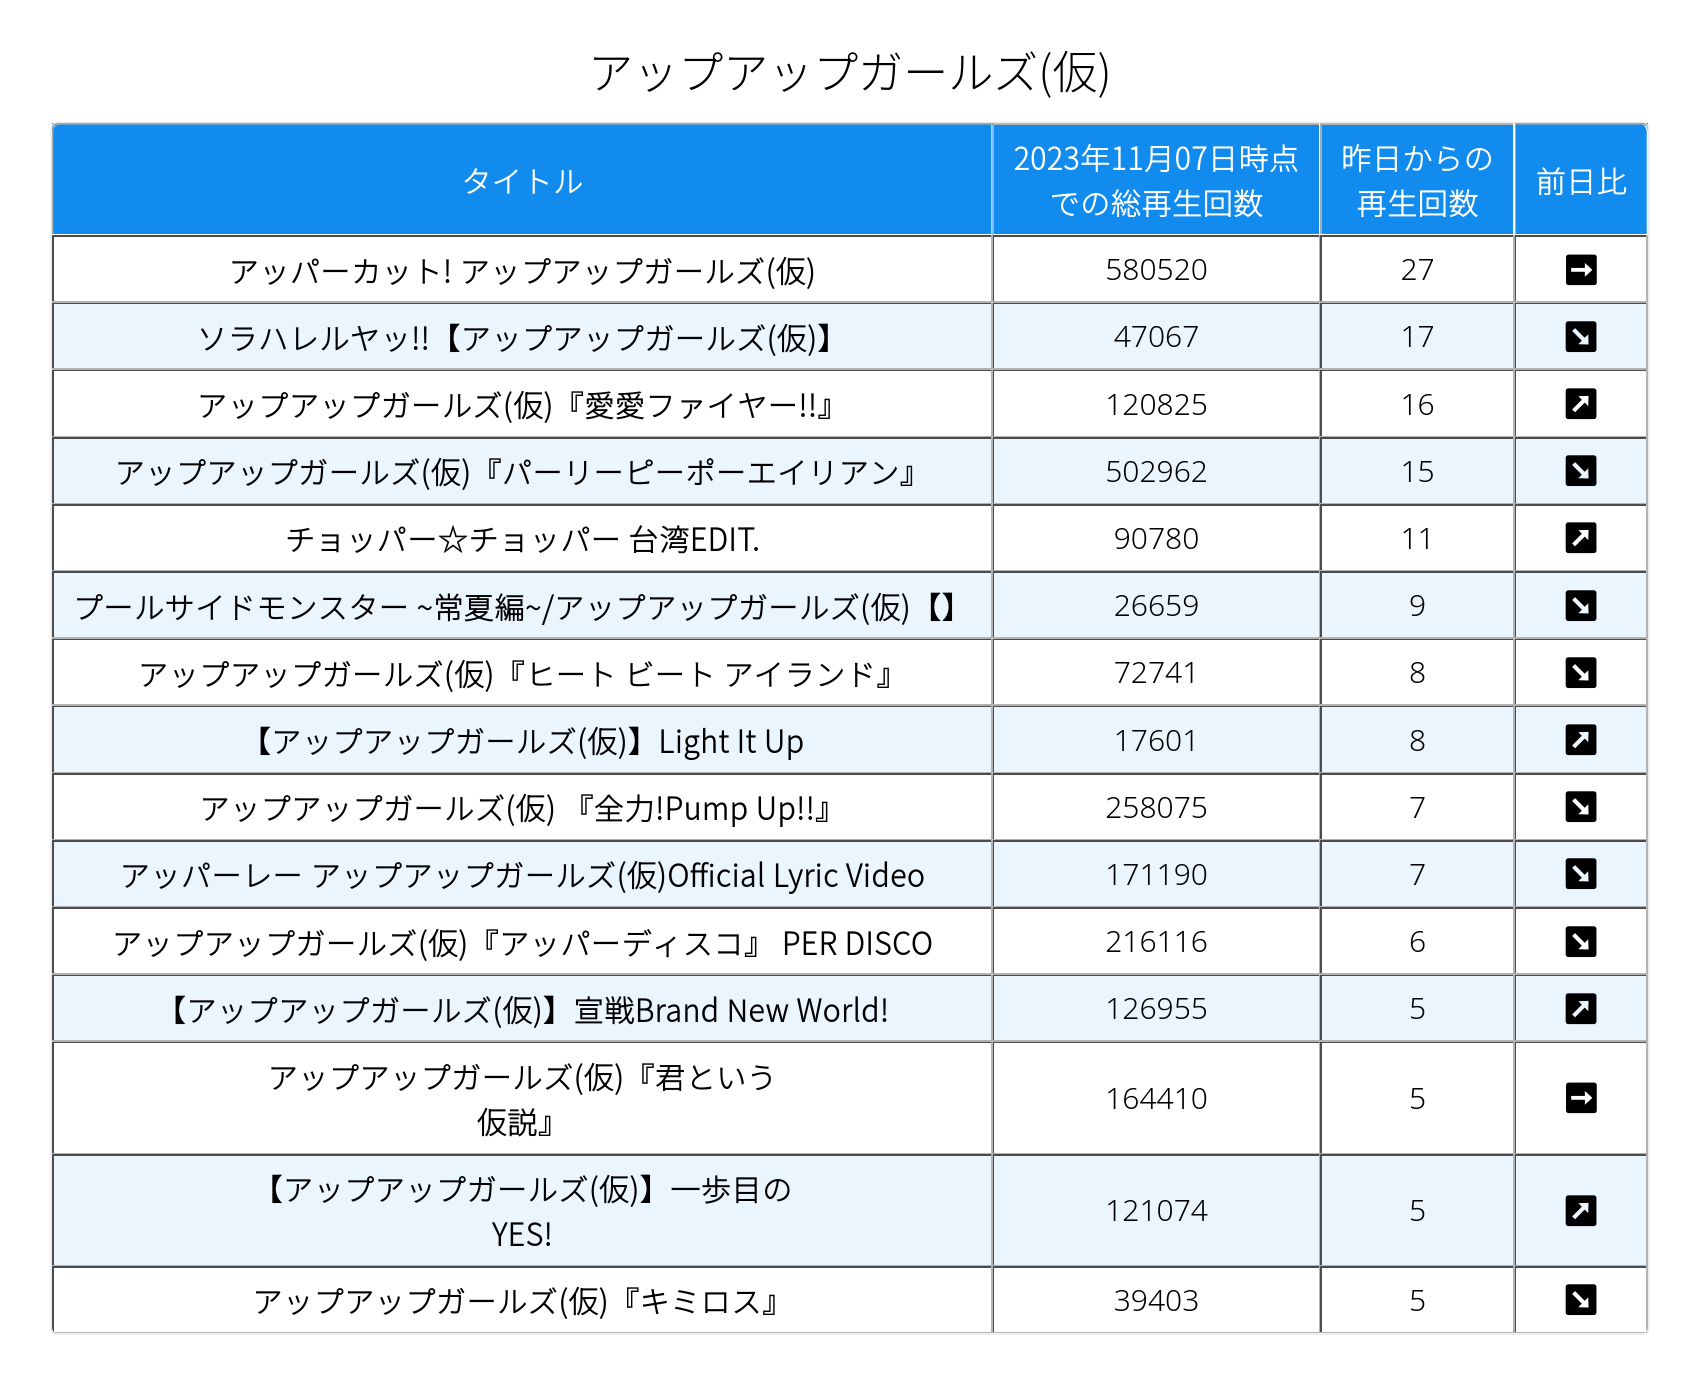 アップアップガールズ(仮)
タイトル 2023年11月07日時点 での総再生回数 昨日からの 再生回数 前日比
アッパーカット! アップアップガールズ(仮) 580520 27
ソラハレルヤッ!!【アップアップガールズ(仮)】 47067 17
アップアップガールズ(仮)『愛愛ファイヤー!!』 120825 16
アップアップガールズ(仮)『パーリーピーポーエイリアン』 502962 15
チョッパー☆チョッパー 台湾EDIT. 90780 11
プールサイドモンスター ~常夏編~/アップアップガールズ(仮)【】 26659 9
アップアップガールズ(仮)『ヒート ビート アイランド』 72741 8
【アップアップガールズ(仮)】Light It Up 17601 8
アップアップガールズ(仮) 『全力!Pump Up!!』 258075 7
アッパーレー アップアップガールズ(仮)Official Lyric Video 171190 7
アップアップガールズ(仮)『アッパーディスコ』 PER DISCO 216116 6
【アップアップガールズ(仮)】宣戦Brand New World! 126955 5
アップアップガールズ(仮)『君という
仮説』 164410 5
【アップアップガールズ(仮)】一歩目の
YES! 121074 5
アップアップガールズ(仮)『キミロス』 39403 5